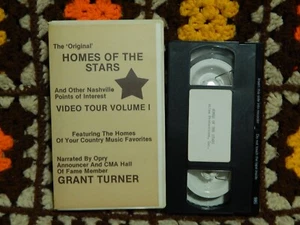 The 'Original'
HOMES OF THE
STARS
And Other Nashville
Points of Interest
VIDEO TOUR VOLUME I
Featuring The Homes
Of Your Country Music Favorites
Narrated By Opry
Announcer And CMA Hall
Of Fame Member
GRANT TURNER